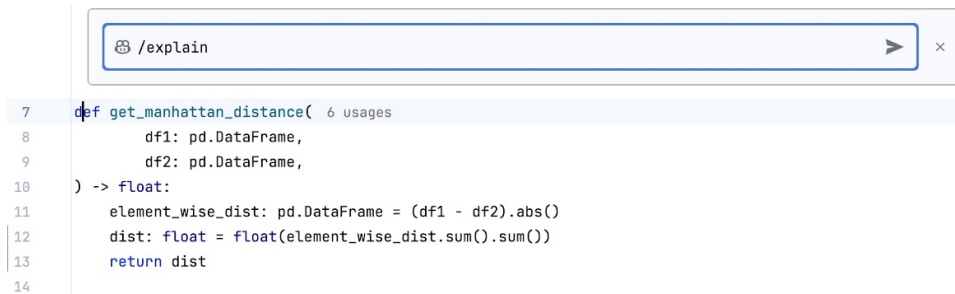 /explain
7 def get_manhattan_distance( 6 usages
8 df1: pd.DataFrame,
9 df2: pd.DataFrame,
10 ) -> float:
11 element_wise_dist: pd.DataFrame = (df1 - df2).abs()
12 dist: float = float(element_wise_dist.sum().sum())
13 return dist
14